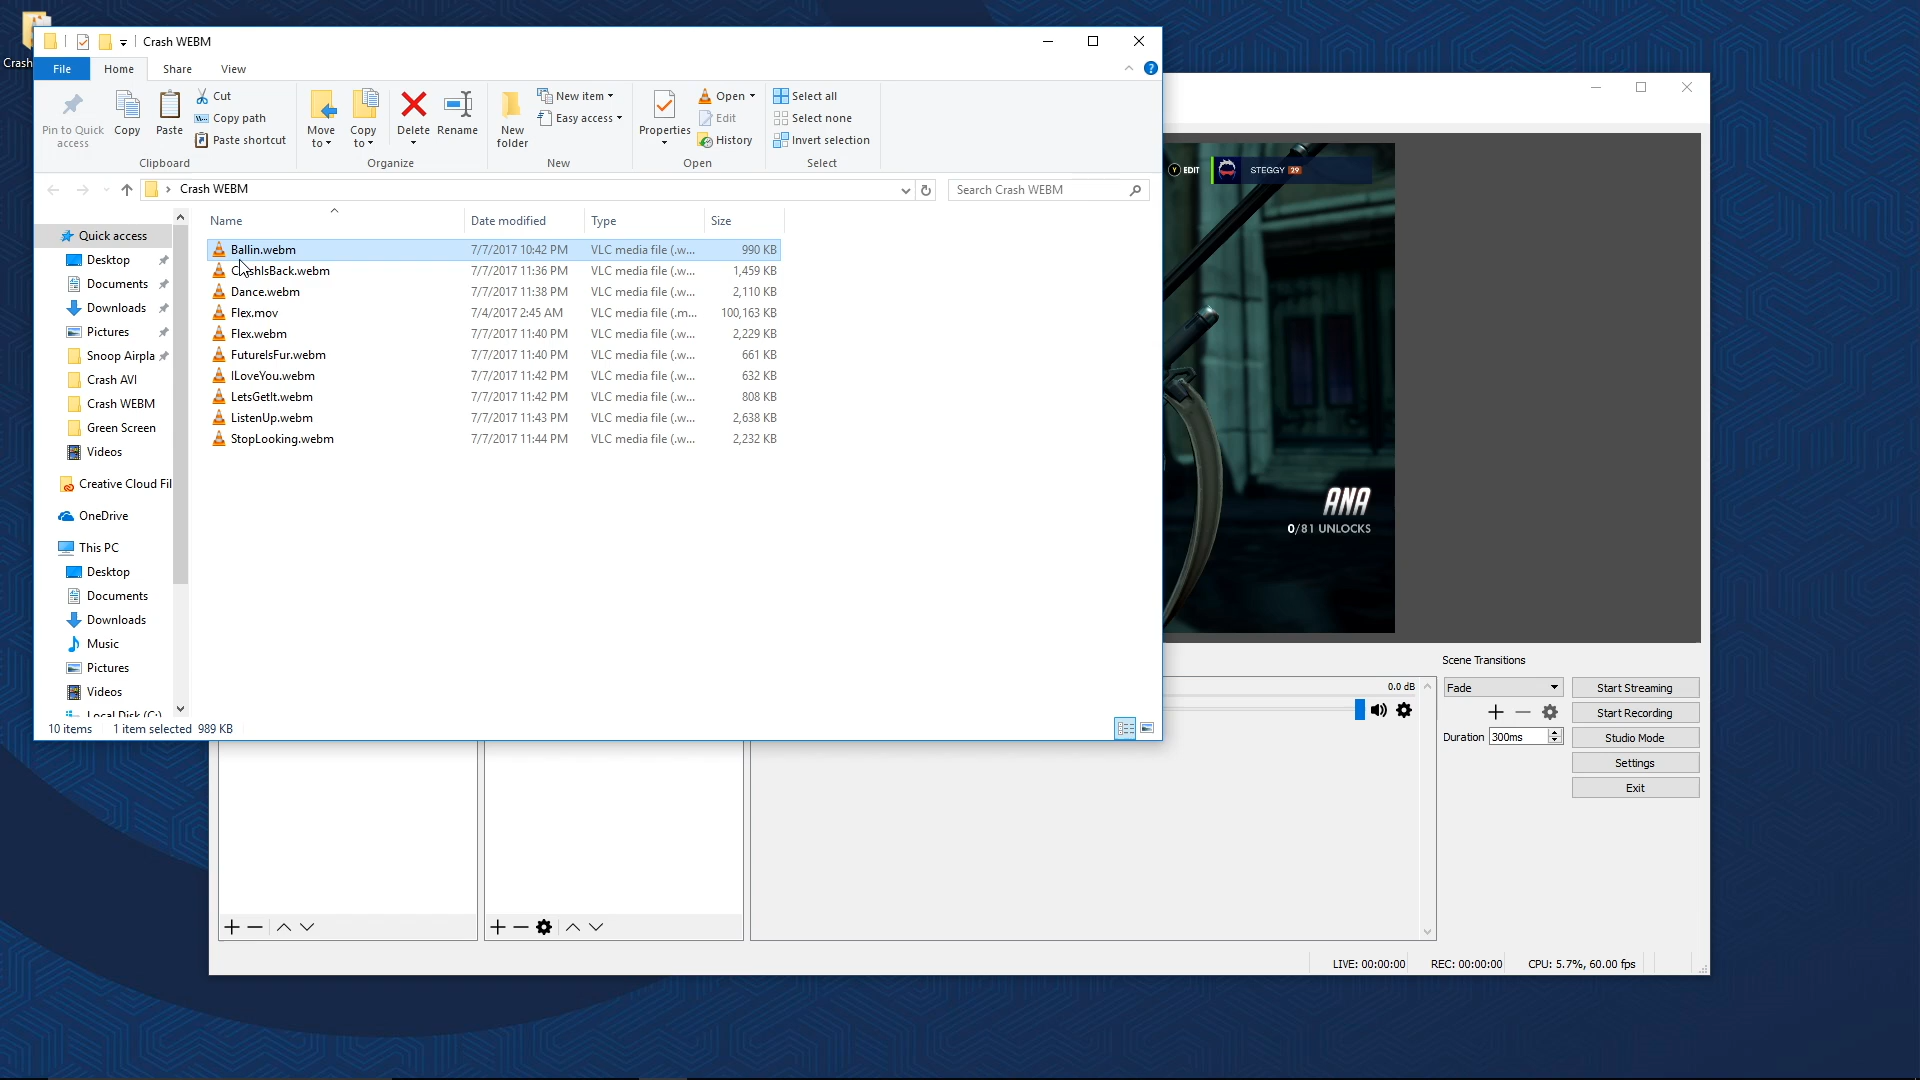 Crash
Crash WEBM
File
Home
Share
View
Pin to Quick
access
Copy
Paste
Cut
Copy path
Paste shortcut
Clipboard
Move
to
Copy
to
Delete
Rename
Organize
New
folder
New item
Easy access
New
Properties
Open
Edit
History
Open
Select all
Select none
Invert selection
Select
Crash WEBM
Search Crash WEBM
Name
Date modified
Type
Size
Ballin.webm 7/7/2017 10:42 PM VLC media file (.w... 990 KB
CrashIsBack.webm 7/7/2017 11:36 PM VLC media file (.w... 1,459 KB
Dance.webm 7/7/2017 11:38 PM VLC media file (.w... 2,110 KB
Flex.mov 7/4/2017 2:45 AM VLC media file (.m... 100,163 KB
Flex.webm 7/7/2017 11:40 PM VLC media file (.w... 2,229 KB
FutureIsFur.webm 7/7/2017 11:40 PM VLC media file (.w... 661 KB
ILoveYou.webm 7/7/2017 11:42 PM VLC media file (.w... 632 KB
LetsGetIt.webm 7/7/2017 11:42 PM VLC media file (.w... 808 KB
ListenUp.webm 7/7/2017 11:43 PM VLC media file (.w... 2,638 KB
StopLooking.webm 7/7/2017 11:44 PM VLC media file (.w... 2,232 KB
Quick access
Desktop
Documents
Downloads
Pictures
Snoop Airpla
Crash AVI
Crash WEBM
Green Screen
Videos
Creative Cloud Fil
OneDrive
This PC
Desktop
Documents
Downloads
Music
Pictures
Videos
Local Disk (C:)
10 items 1 item selected 989 KB
Y EDIT
STEGGY 29
ANA
0/81 UNLOCKS
0.0 dB
Scene Transitions
Fade
Duration 300ms
Start Streaming
Start Recording
Studio Mode
Settings
Exit
LIVE: 00:00:00 REC: 00:00:00 CPU: 5.7%, 60.00 fps